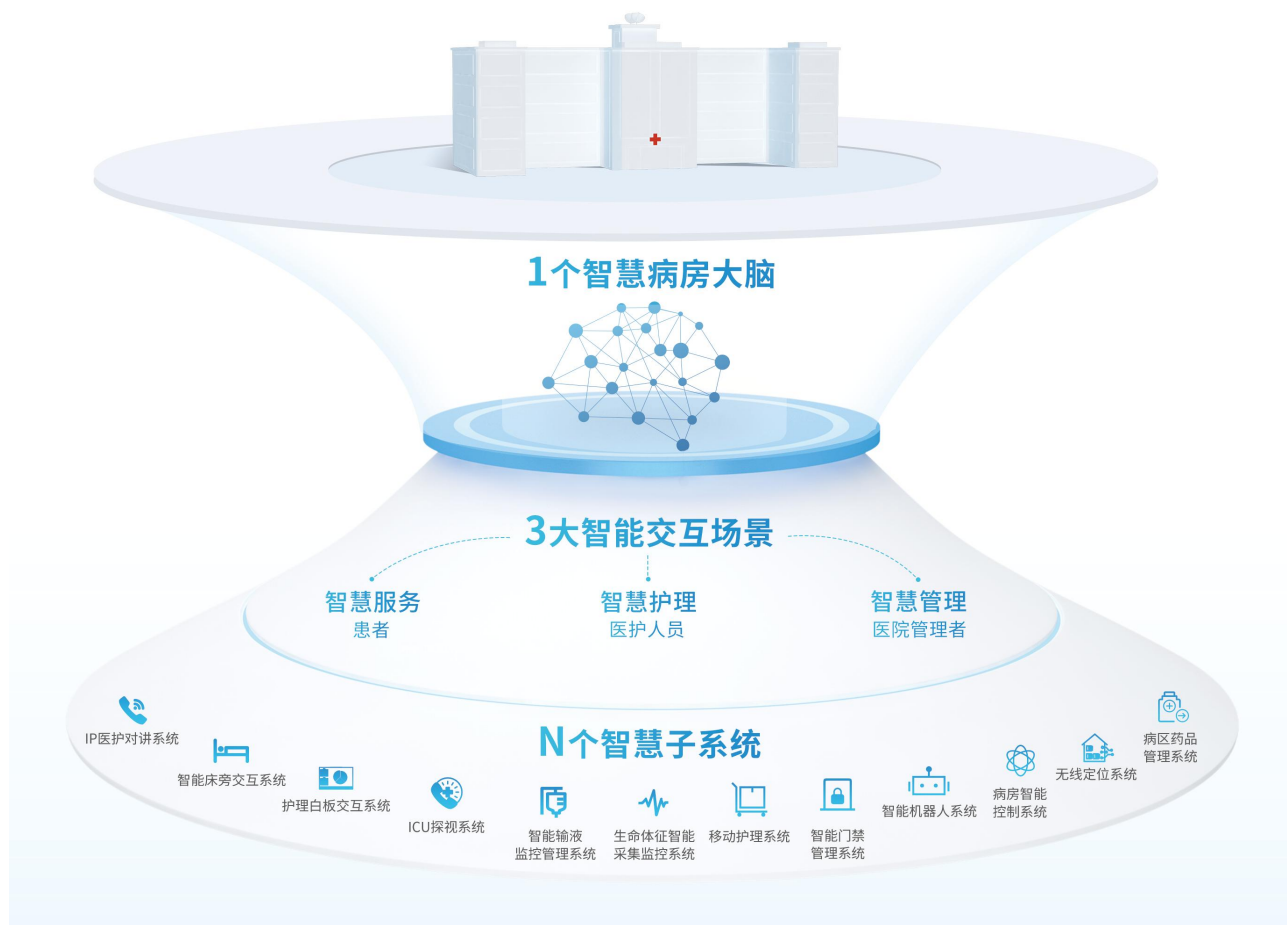 1个智慧病房大脑
3大智能交互场景
智慧服务
患者
智慧护理
医护人员
智慧管理
医院管理者
N个智慧子系统
IP医护对讲系统
智能床旁交互系统
护理白板交互系统
ICU探视系统
智能输液
监控管理系统
生命体征智能
采集监控系统
移动护理系统
智能门禁
管理系统
智能机器人系统
病房智能
控制系统
无线定位系统
病区药品
管理系统